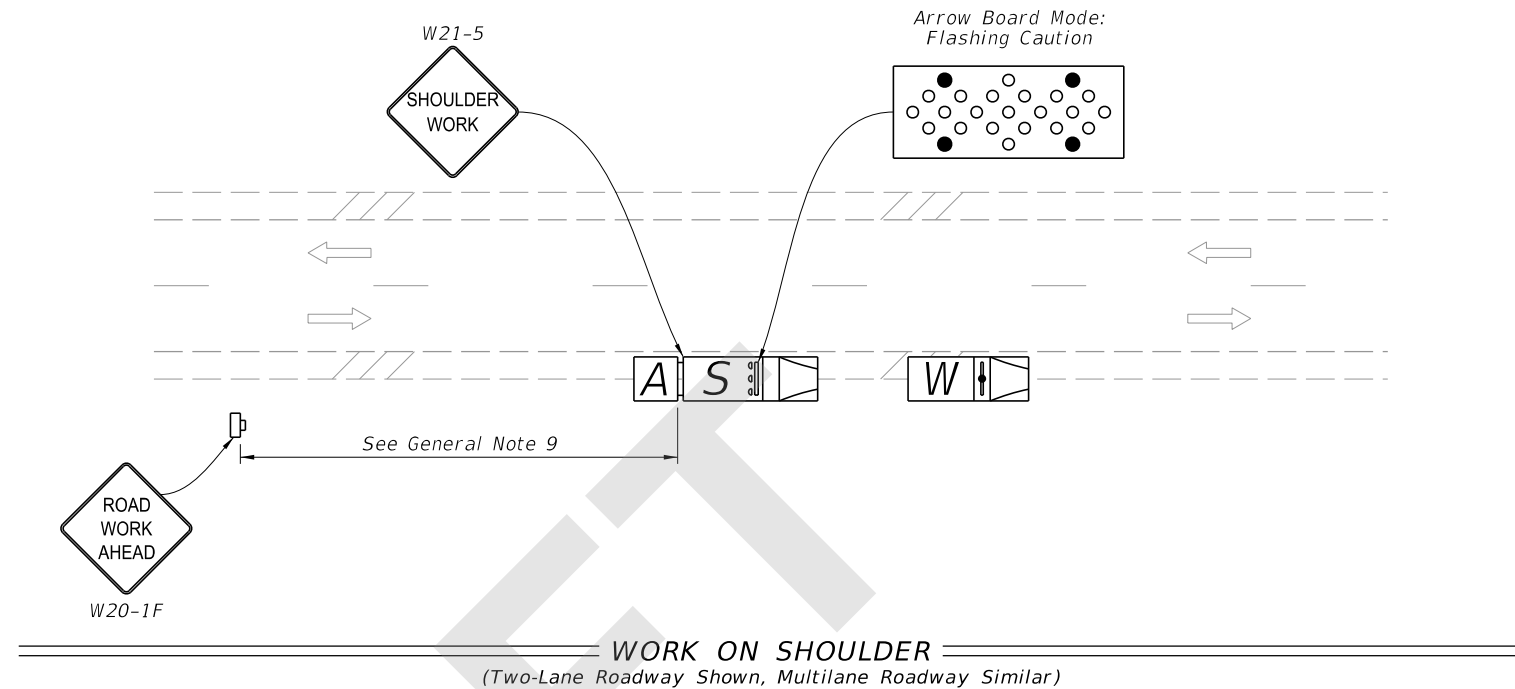 W21-5
SHOULDER
WORK
Arrow Board Mode:
Flashing Caution
A
S
W
See General Note 9
ROAD
WORK
AHEAD
W20-1F
WORK ON SHOULDER
(Two-Lane Roadway Shown, Multilane Roadway Similar)